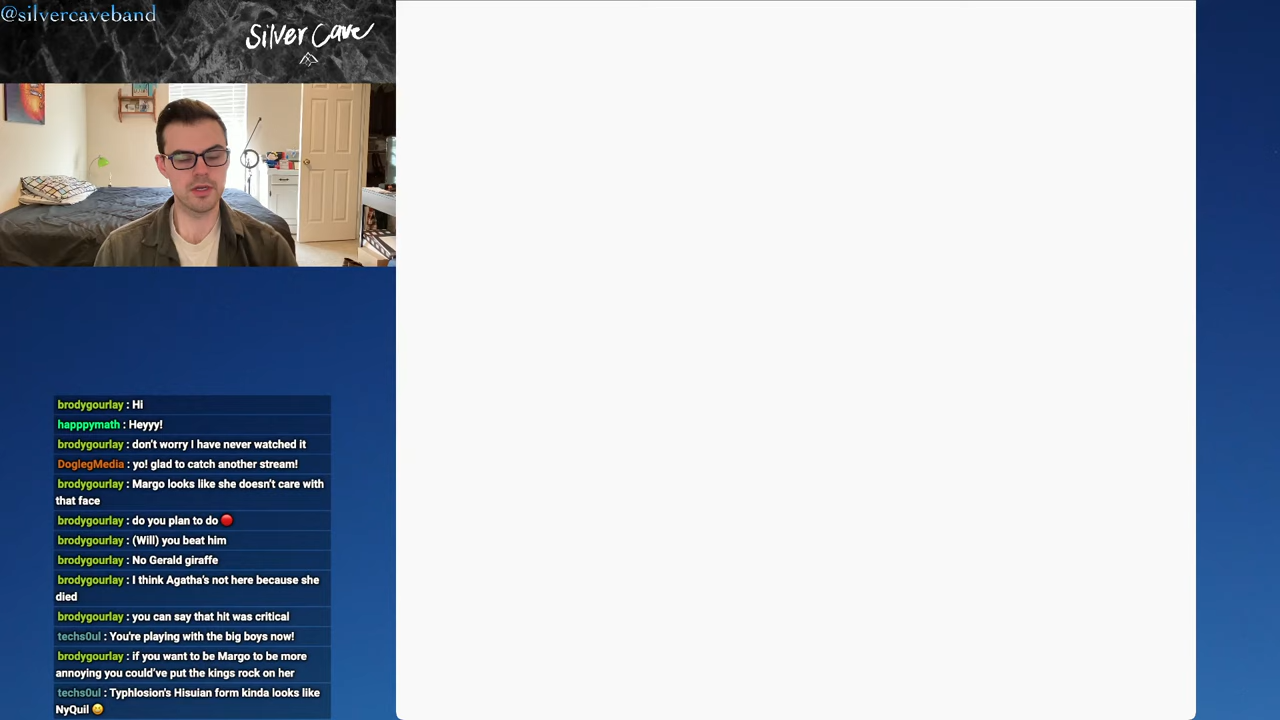 @silvercaveband
Silver Cave
brodygourlay : Hi
happpymath : Heyyy!
brodygourlay : don't worry I have never watched it
DoglegMedia : yo! glad to catch another stream!
brodygourlay : Margo looks like she doesn't care with
that face
brodygourlay : do you plan to do 🔴
brodygourlay : (Will) you beat him
brodygourlay : No Gerald giraffe
brodygourlay : I think Agatha's not here because she
died
brodygourlay : you can say that hit was critical
techs0ul : You're playing with the big boys now!
brodygourlay : if you want to be Margo to be more
annoying you could've put the kings rock on her
techs0ul : Typhlosion's Hisuian form kinda looks like
NyQuil 😄